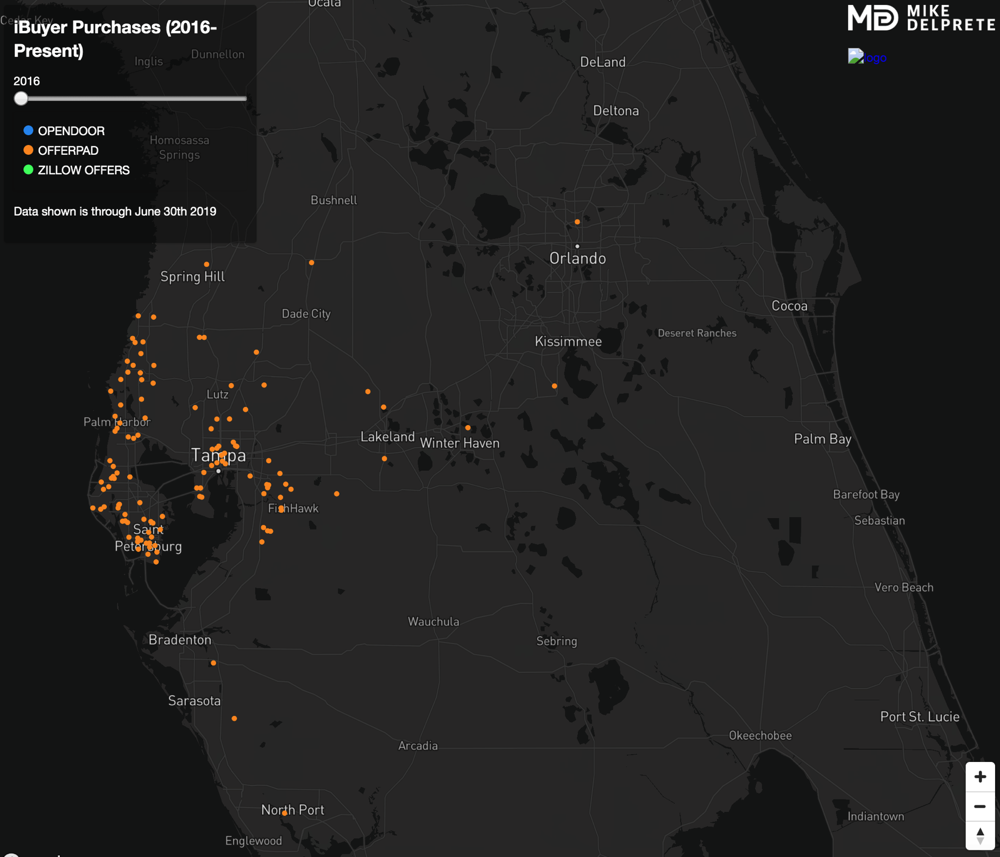 Ocala
Cedar Key
iBuyer Purchases (2016-
Present)
MIKE
DELPRETE
logo
Inglis
Dunnellon
DeLand
2016
Deltona
OPENDOOR
Homosassa
Springs
OFFERPAD
ZILLOW OFFERS
Bushnell
Data shown is through June 30th 2019
Orlando
Spring Hill
Cocoa
Dade City
Deseret Ranches
Kissimmee
Lutz
Palm Harbor
Lakeland
Winter Haven
Palm Bay
Tampa
Barefoot Bay
FishHawk
Sebastian
Saint
Petersburg
Vero Beach
Wauchula
Bradenton
Sebring
Sarasota
Port St. Lucie
Okeechobee
Arcadia
North Port
Indiantown
Englewood